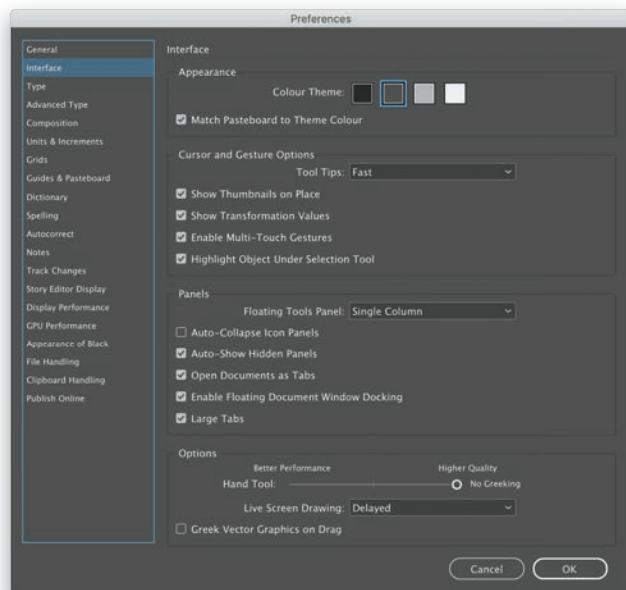 Preferences
General
Interface
Type
Advanced Type
Composition
Units & Increments
Grids
Guides & Pasteboard
Dictionary
Spelling
Autocorrect
Notes
Track Changes
Story Editor Display
Display Performance
GPU Performance
Appearance of Black
File Handling
Clipboard Handling
Publish Online
Interface
Appearance
Colour Theme:
Match Pasteboard to Theme Colour
Cursor and Gesture Options
Tool Tips: Fast
Show Thumbnails on Place
Show Transformation Values
Enable Multi-Touch Gestures
Highlight Object Under Selection Tool
Panels
Floating Tools Panel: Single Column
Auto-Collapse Icon Panels
Auto-Show Hidden Panels
Open Documents as Tabs
Enable Floating Document Window Docking
Large Tabs
Options
Better Performance Higher Quality
Hand Tool: No Greeking
Live Screen Drawing: Delayed
Greek Vector Graphics on Drag
Cancel OK